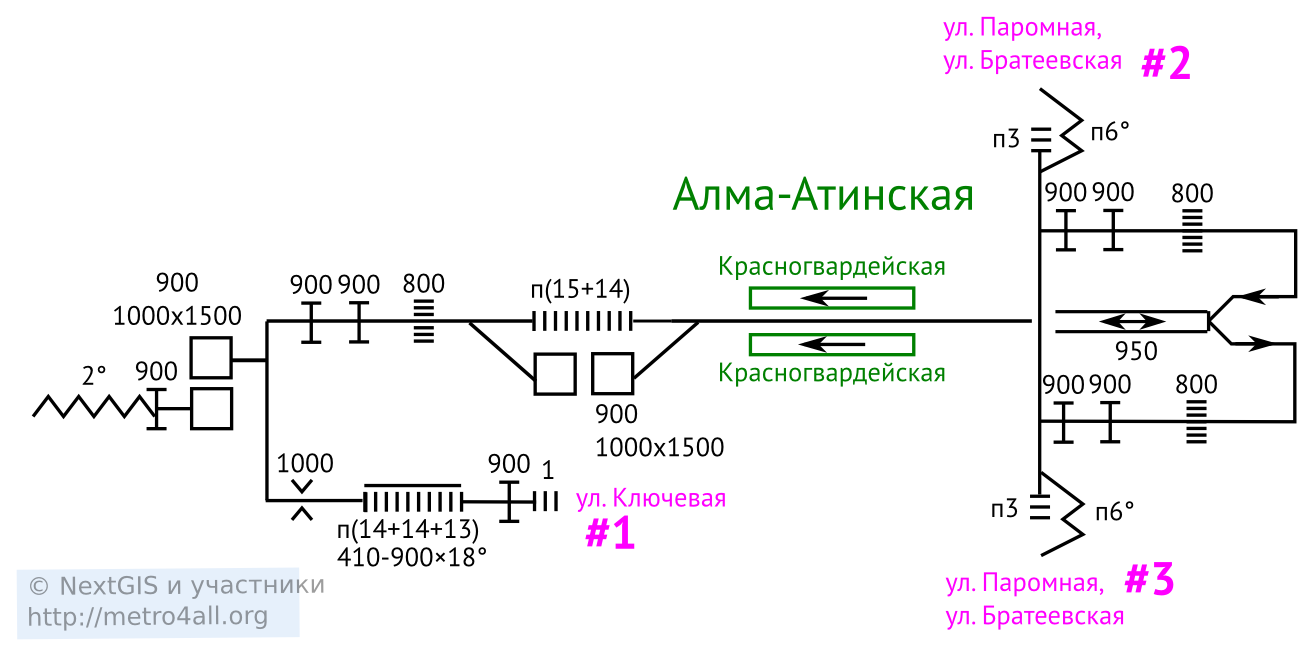 ул. Паромная,
ул. Братеевская
#2
п3
п6°
Алма-Атинская
900
900
800
Красногвардейская
900
1000x1500
900
900
800
п(15+14)
950
2°
900
Красногвардейская
900
900
800
900
1000x1500
1000
900
1
ул. Ключевая
#1
п(14+14+13)
410-900×18°
п3
п6°
ул. Паромная,
ул. Братеевская
#3
© NextGIS и участники
http://metro4all.org